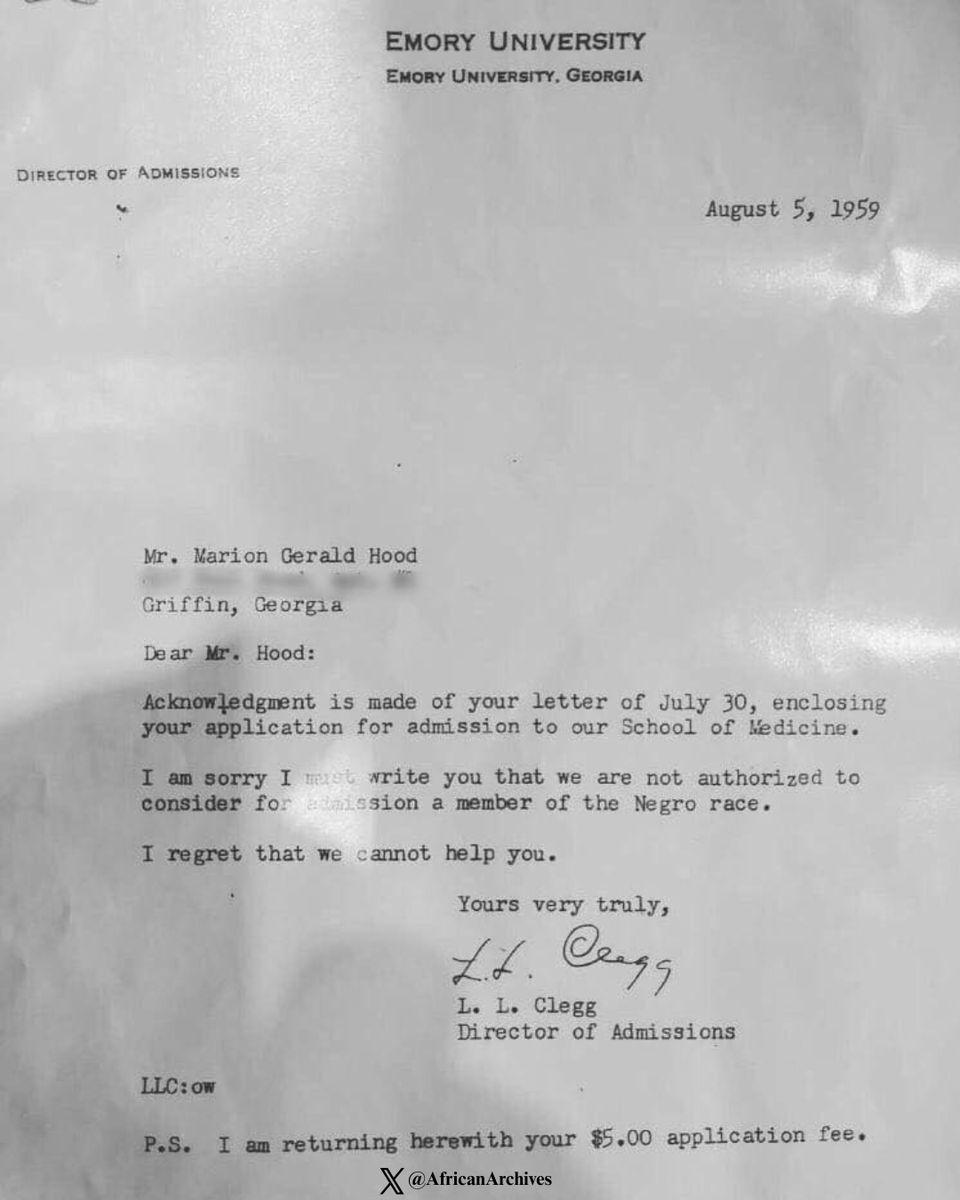 EMORY UNIVERSITY
EMORY UNIVERSITY, GEORGIA
DIRECTOR OF ADMISSIONS
August 5, 1959
Mr. Marion Gerald Hood
Griffin, Georgia
Dear Mr. Hood:
Acknowledgment is made of your letter of July 30, enclosing
your application for admission to our School of Medicine.
I am sorry I must write you that we are not authorized to
consider for admission a member of the Negro race.
I regret that we cannot help you.
Yours very truly,
L. L. Clegg
L. L. Clegg
Director of Admissions
LLC:ow
P.S. I am returning herewith your $5.00 application fee.
X @AfricanArchives